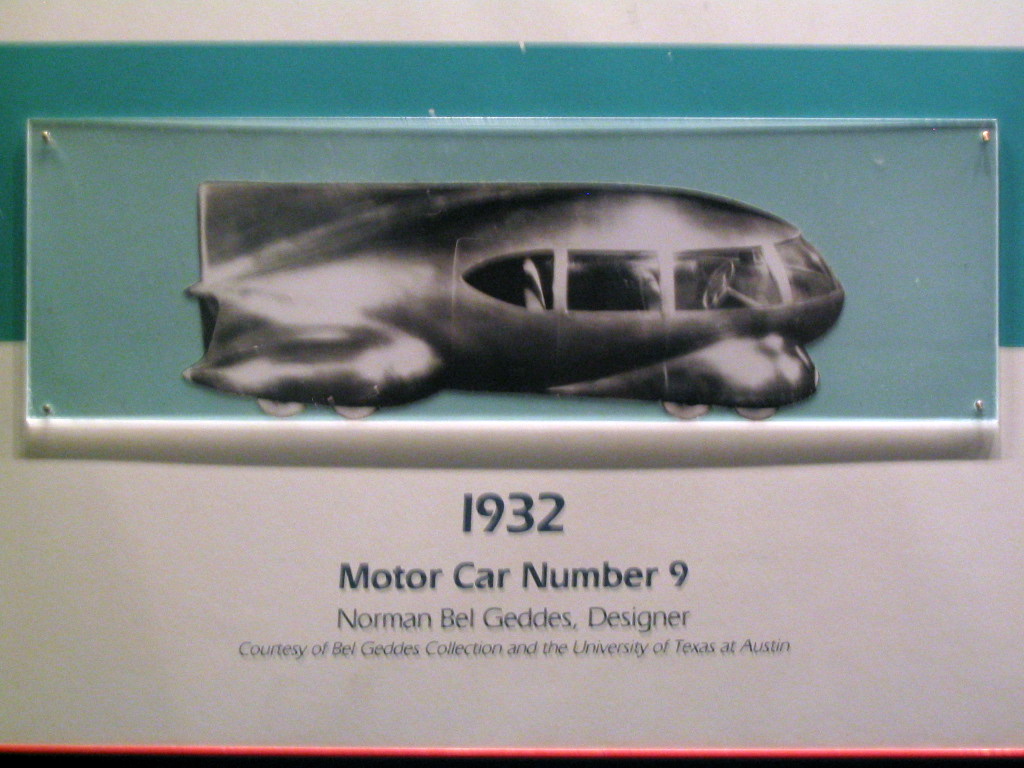 1932
Motor Car Number 9
Norman Bel Geddes, Designer
Courtesy of Bel Geddes Collection and the University of Texas at Austin